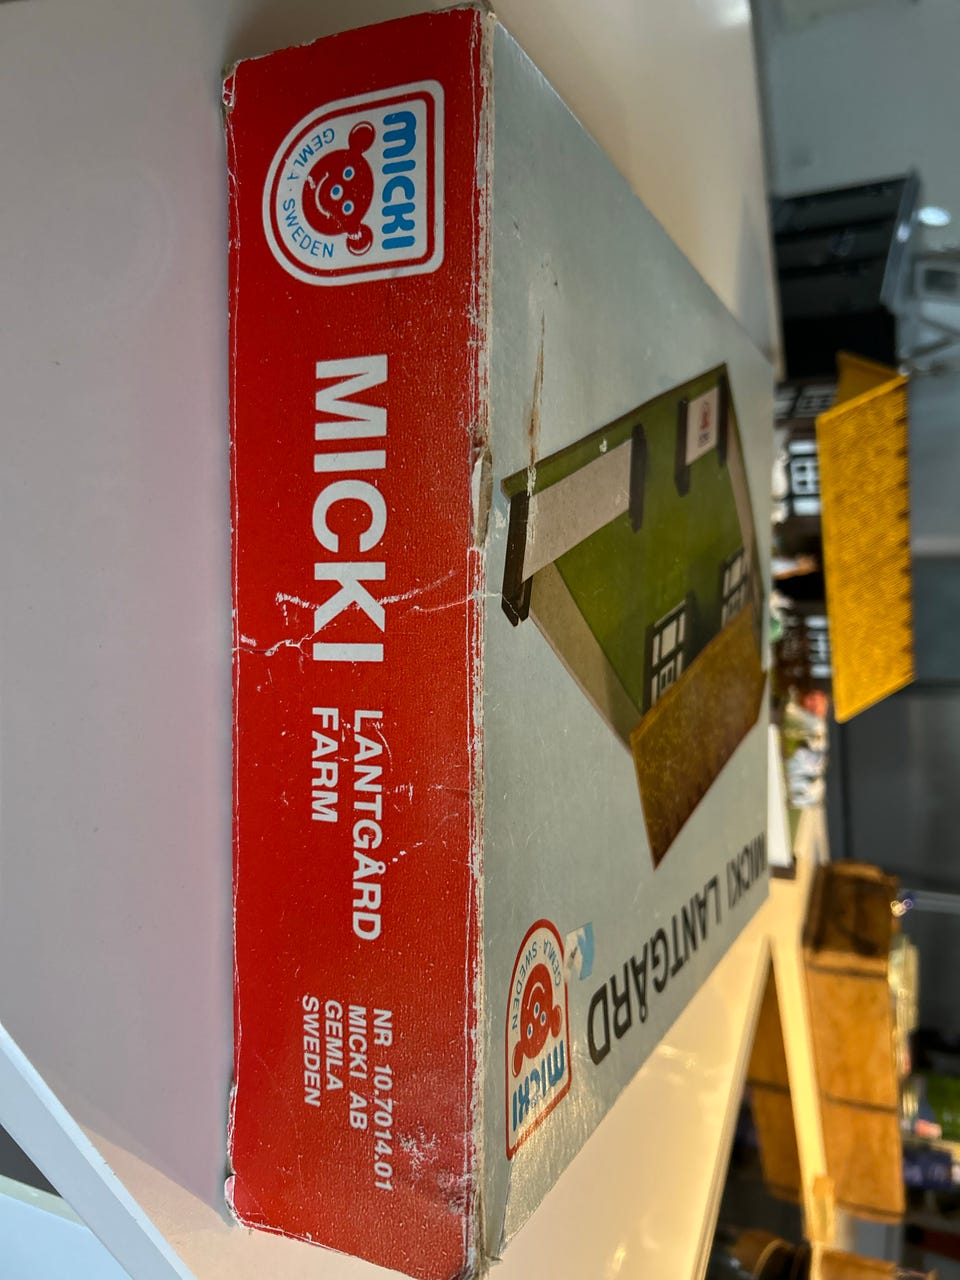 MICKI
GEMLA · SWEDEN
MICKI
LANTGÅRD
FARM
NR 10.7014.01
MICKI AB
GEMLA
SWEDEN
MICKI LANTGÅRD
MICKI
GEMLA · SWEDEN